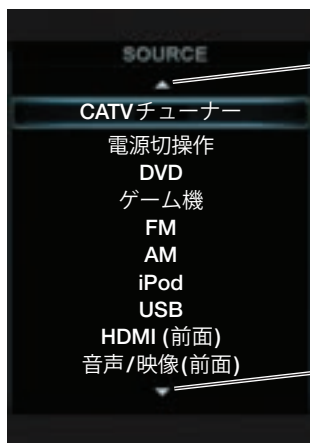 SOURCE
CATVチューナー
電源切操作
DVD
ゲーム機
FM
AM
iPod
USB
HDMI (前面)
音声/映像(前面)